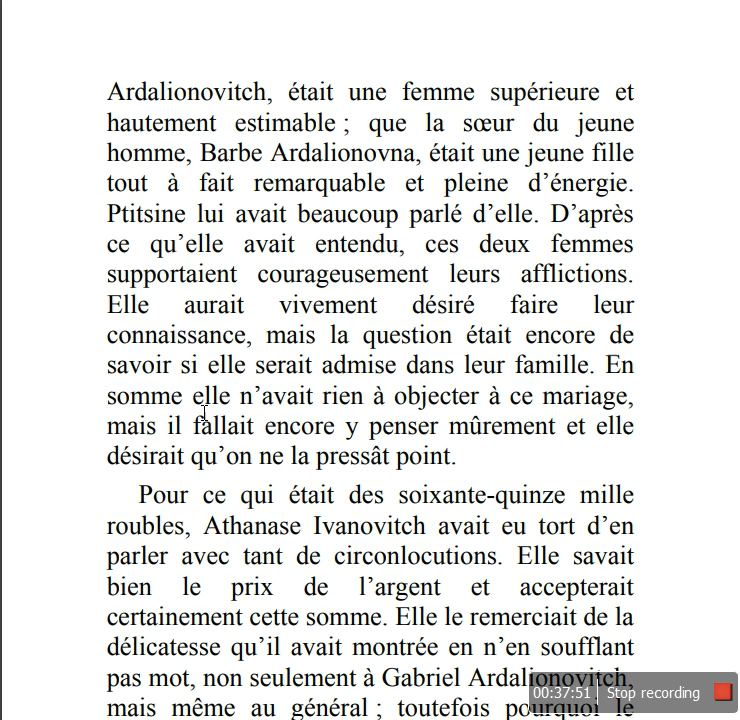 Ardalionovitch, était une femme supérieure et
hautement estimable ; que la sœur du jeune
homme, Barbe Ardalionovna, était une jeune fille
tout à fait remarquable et pleine d’énergie.
Ptitsine lui avait beaucoup parlé d’elle. D’après
ce qu’elle avait entendu, ces deux femmes
supportaient courageusement leurs afflictions.
Elle aurait vivement désiré faire leur
connaissance, mais la question était encore de
savoir si elle serait admise dans leur famille. En
somme elle n’avait rien à objecter à ce mariage,
mais il fallait encore y penser mûrement et elle
désirait qu’on ne la pressât point.
Pour ce qui était des soixante-quinze mille
roubles, Athanase Ivanovitch avait eu tort d’en
parler avec tant de circonlocutions. Elle savait
bien le prix de l’argent et accepterait
certainement cette somme. Elle le remerciait de la
délicatesse qu’il avait montrée en n’en soufflant
pas mot, non seulement à Gabriel Ardalionovitch,
mais même au général ; toutefois pourquoi le
00:37:51 Stop recording